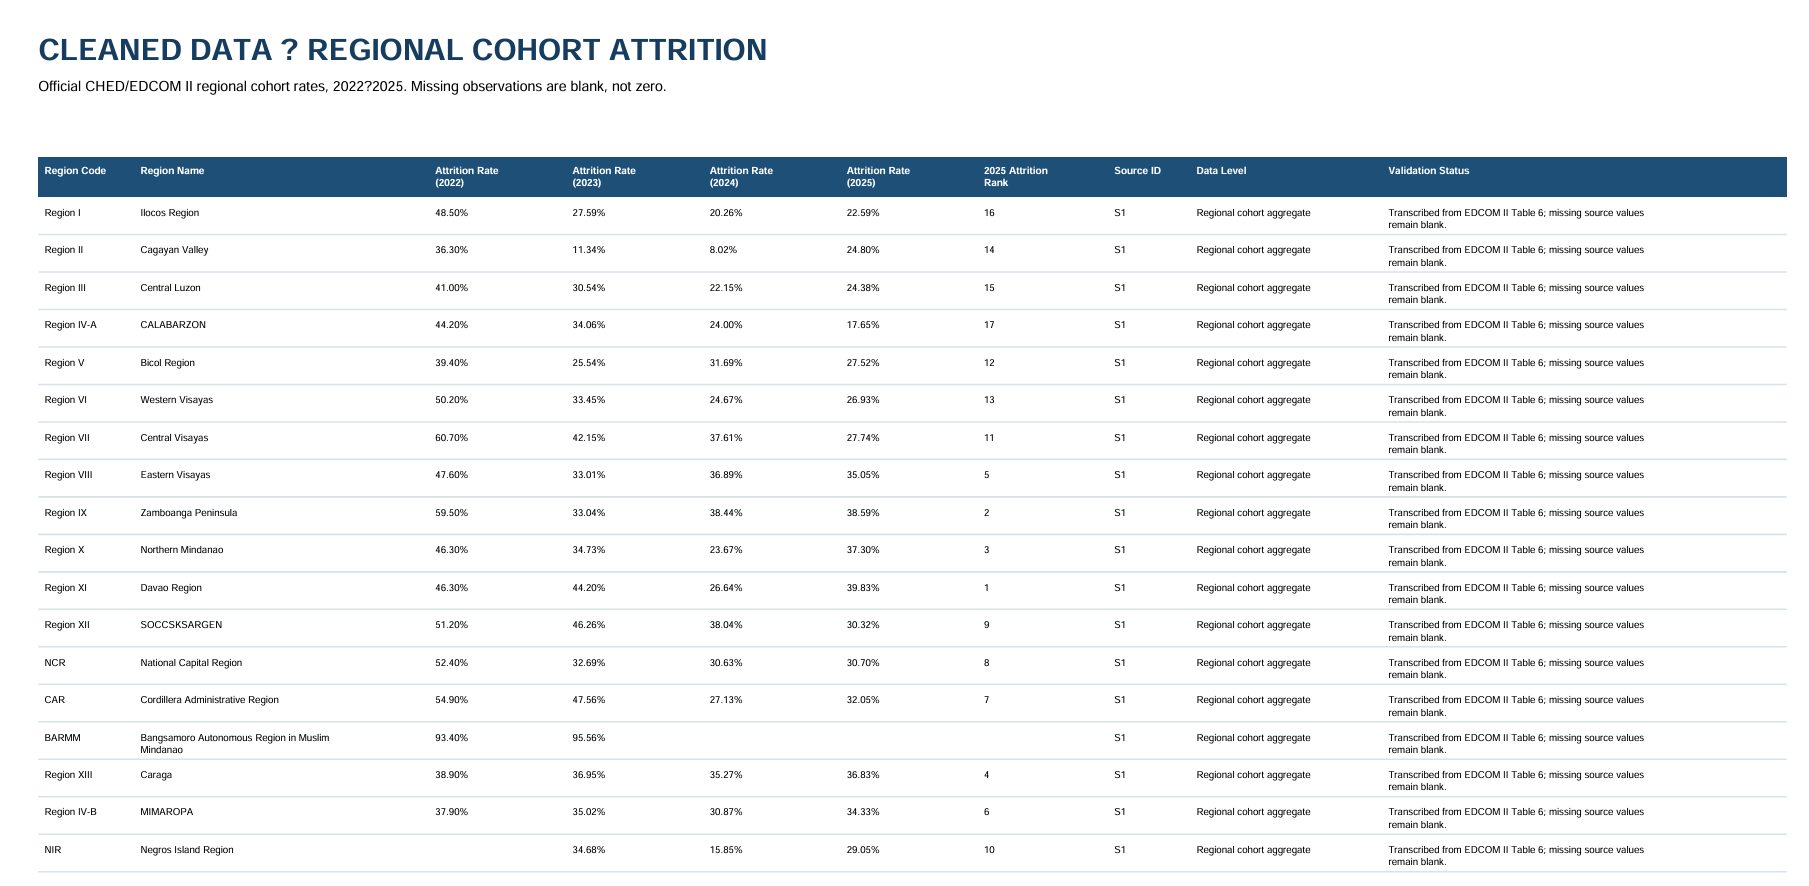 CLEANED DATA ? REGIONAL COHORT ATTRITION
Official CHED/EDCOM II regional cohort rates, 2022?2025. Missing observations are blank, not zero.
Region Code Region Name Attrition Rate (2022) Attrition Rate (2023) Attrition Rate (2024) Attrition Rate (2025) 2025 Attrition Rank Source ID Data Level Validation Status
Region I Ilocos Region 48.50% 27.59% 20.26% 22.59% 16 S1 Regional cohort aggregate Transcribed from EDCOM II Table 6; missing source values remain blank.
Region II Cagayan Valley 36.30% 11.34% 8.02% 24.80% 14 S1 Regional cohort aggregate Transcribed from EDCOM II Table 6; missing source values remain blank.
Region III Central Luzon 41.00% 30.54% 22.15% 24.38% 15 S1 Regional cohort aggregate Transcribed from EDCOM II Table 6; missing source values remain blank.
Region IV-A CALABARZON 44.20% 34.06% 24.00% 17.65% 17 S1 Regional cohort aggregate Transcribed from EDCOM II Table 6; missing source values remain blank.
Region V Bicol Region 39.40% 25.54% 31.69% 27.52% 12 S1 Regional cohort aggregate Transcribed from EDCOM II Table 6; missing source values remain blank.
Region VI Western Visayas 50.20% 33.45% 24.67% 26.93% 13 S1 Regional cohort aggregate Transcribed from EDCOM II Table 6; missing source values remain blank.
Region VII Central Visayas 60.70% 42.15% 37.61% 27.74% 11 S1 Regional cohort aggregate Transcribed from EDCOM II Table 6; missing source values remain blank.
Region VIII Eastern Visayas 47.60% 33.01% 36.89% 35.05% 5 S1 Regional cohort aggregate Transcribed from EDCOM II Table 6; missing source values remain blank.
Region IX Zamboanga Peninsula 59.50% 33.04% 38.44% 38.59% 2 S1 Regional cohort aggregate Transcribed from EDCOM II Table 6; missing source values remain blank.
Region X Northern Mindanao 46.30% 34.73% 23.67% 37.30% 3 S1 Regional cohort aggregate Transcribed from EDCOM II Table 6; missing source values remain blank.
Region XI Davao Region 46.30% 44.20% 26.64% 39.83% 1 S1 Regional cohort aggregate Transcribed from EDCOM II Table 6; missing source values remain blank.
Region XII SOCCSKSARGEN 51.20% 46.26% 38.04% 30.32% 9 S1 Regional cohort aggregate Transcribed from EDCOM II Table 6; missing source values remain blank.
NCR National Capital Region 52.40% 32.69% 30.63% 30.70% 8 S1 Regional cohort aggregate Transcribed from EDCOM II Table 6; missing source values remain blank.
CAR Cordillera Administrative Region 54.90% 47.56% 27.13% 32.05% 7 S1 Regional cohort aggregate Transcribed from EDCOM II Table 6; missing source values remain blank.
BARMM Bangsamoro Autonomous Region in Muslim Mindanao 93.40% 95.56% S1 Regional cohort aggregate Transcribed from EDCOM II Table 6; missing source values remain blank.
Region XIII Caraga 38.90% 36.95% 35.27% 36.83% 4 S1 Regional cohort aggregate Transcribed from EDCOM II Table 6; missing source values remain blank.
Region IV-B MIMAROPA 37.90% 35.02% 30.87% 34.33% 6 S1 Regional cohort aggregate Transcribed from EDCOM II Table 6; missing source values remain blank.
NIR Negros Island Region 34.68% 15.85% 29.05% 10 S1 Regional cohort aggregate Transcribed from EDCOM II Table 6; missing source values remain blank.